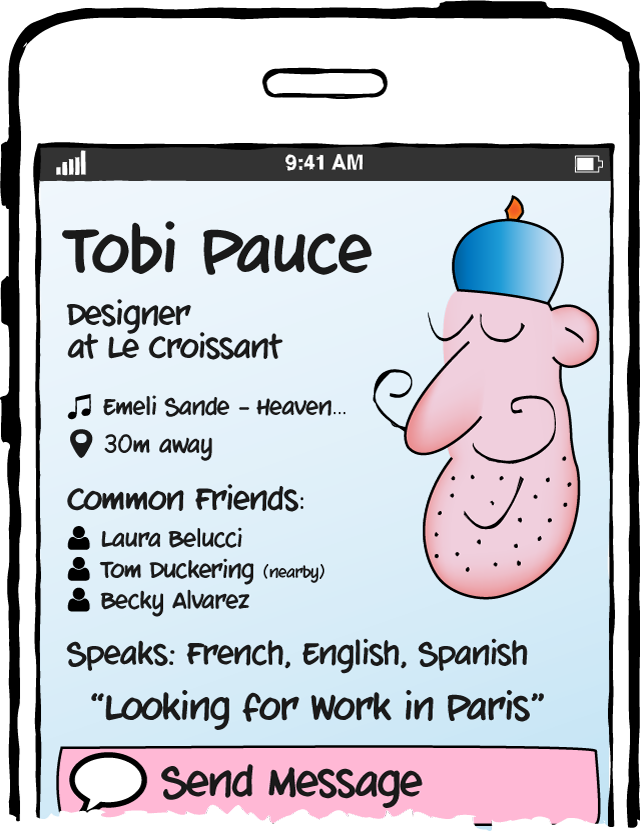 9:41 AM
Tobi Pauce
Designer
at Le Croissant
Emeli Sande - Heaven...
30m away
Common Friends:
Laura Belucci
Tom Duckering (nearby)
Becky Alvarez
Speaks: French, English, Spanish
“Looking for Work in Paris”
Send Message